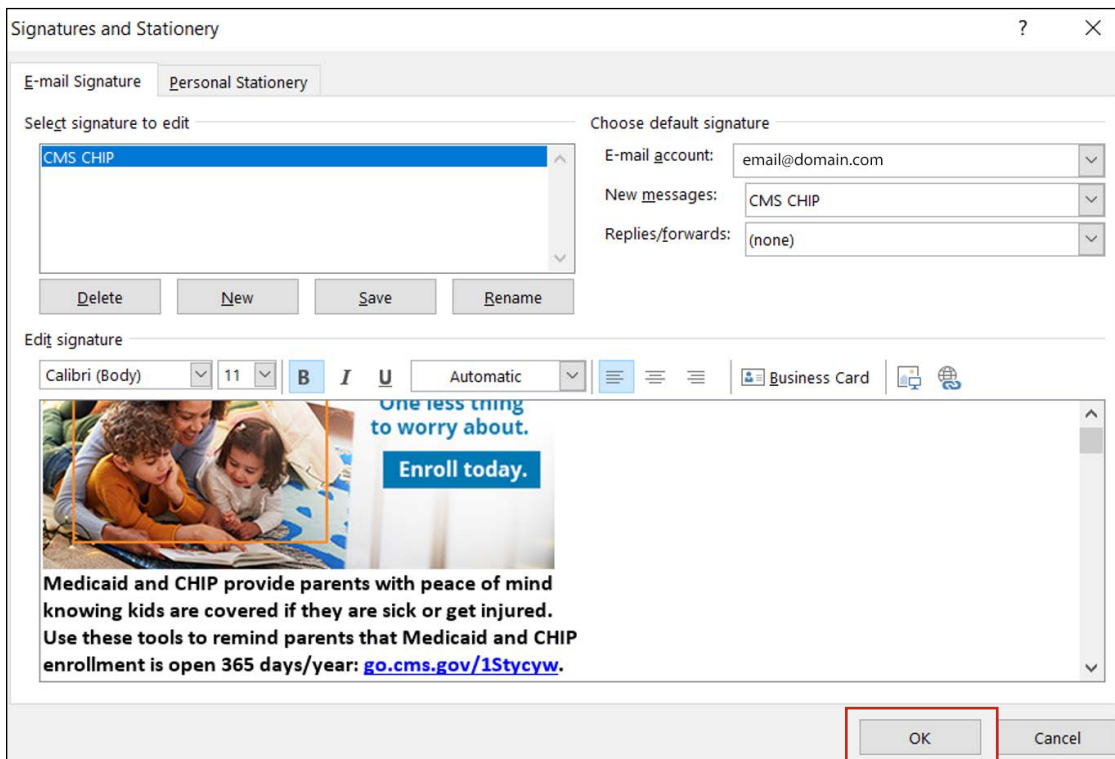 Signatures and Stationery ?
E-mail Signature Personal Stationery
Select signature to edit
CMS CHIP
Delete New Save Rename
Choose default signature
E-mail account: email@domain.com
New messages: CMS CHIP
Replies/forwards: (none)
Edit signature
Calibri (Body) 11 B I U Automatic Business Card
One less thing
to worry about.
Enroll today.
Medicaid and CHIP provide parents with peace of mind
knowing kids are covered if they are sick or get injured.
Use these tools to remind parents that Medicaid and CHIP
enrollment is open 365 days/year: go.cms.gov/1Stycyw.
OK Cancel